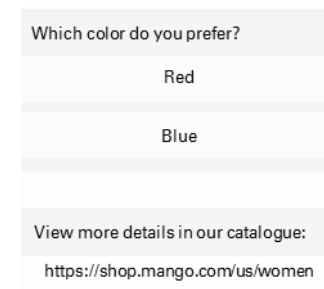 Which color do you prefer?
Red
Blue
View more details in our catalogue:
https://shop.mango.com/us/women